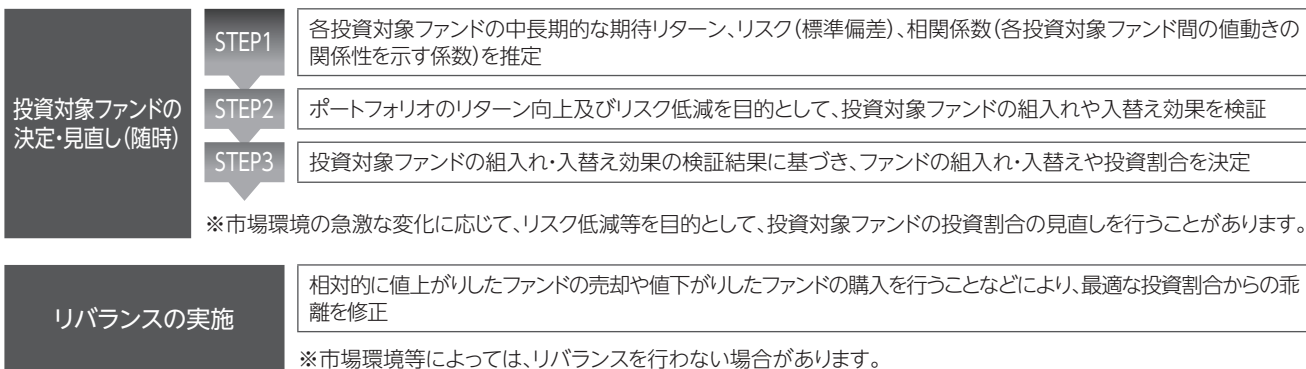 投資対象ファンドの
決定・見直し(随時)
STEP1
各投資対象ファンドの中長期的な期待リターン、リスク(標準偏差)、相関係数(各投資対象ファンド間の値動きの
関係性を示す係数)を推定
STEP2
ポートフォリオのリターン向上及びリスク低減を目的として、投資対象ファンドの組入れや入替え効果を検証
STEP3
投資対象ファンドの組入れ・入替え効果の検証結果に基づき、ファンドの組入れ・入替えや投資割合を決定
※市場環境の急激な変化に応じて、リスク低減等を目的として、投資対象ファンドの投資割合の見直しを行うことがあります。
リバランスの実施
相対的に値上がりしたファンドの売却や値下がりしたファンドの購入を行うことなどにより、最適な投資割合からの乖
離を修正
※市場環境等によっては、リバランスを行わない場合があります。